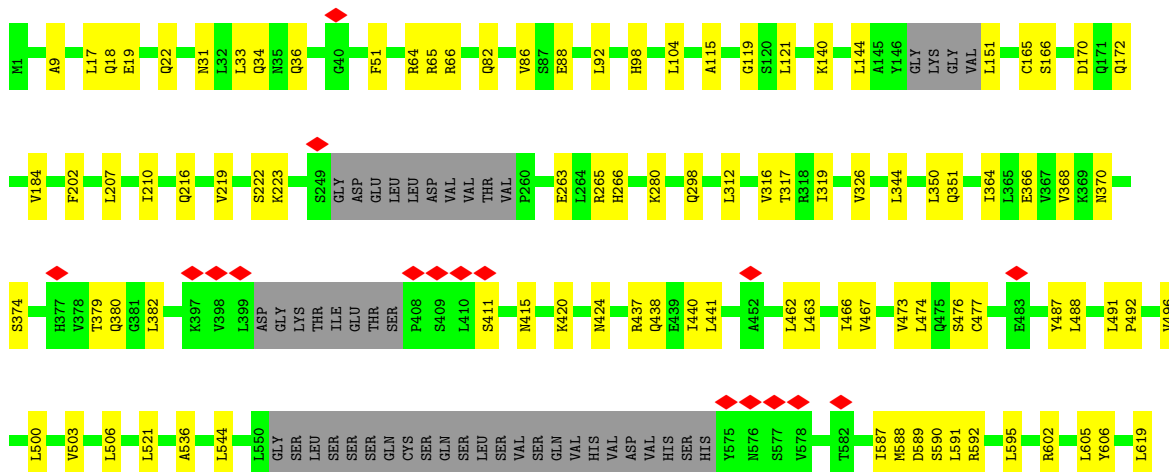 M1 A9 L17 Q18 E19 Q22 N31 L32 L33 Q34 N35 Q36 G40 F51 R64 R65 R66 Q82 V86 S87 E88 L92 H98 L104 A115 G119 S120 L121 K140 L144 A145 Y146 GLY LYS GLY VAL L151 C165 S166 D170 Q171 Q172
V184 F202 L207 I210 Q216 V219 S222 K223 S249 GLY ASP GLU LEU LEU ASP VAL VAL THR VAL P260 E263 L264 R265 H266 K280 Q298 L312 V316 T317 R318 I319 V326 L344 L350 Q351 I364 L365 E366 V367 V368 K369 N370
S374 H377 V378 T379 Q380 G381 L382 K397 V398 L399 ASP GLY LYS THR ILE GLU THR SER P408 S409 L410 S411 N415 K420 N424 R437 Q438 E439 I440 L441 A452 L462 L463 I466 V467 V473 L474 Q475 S476 C477 E483 Y487 L488 L491 P492 V496
L500 V503 L506 L521 A536 L544 L550 GLY SER LEU SER SER SER GLN CYS SER GLN SER LEU SER VAL SER GLN VAL HIS VAL ASP VAL HIS SER HIS Y575 N576 S577 V578 T582 I587 M588 D589 S590 L591 R592 L595 R602 L605 Y606 L619